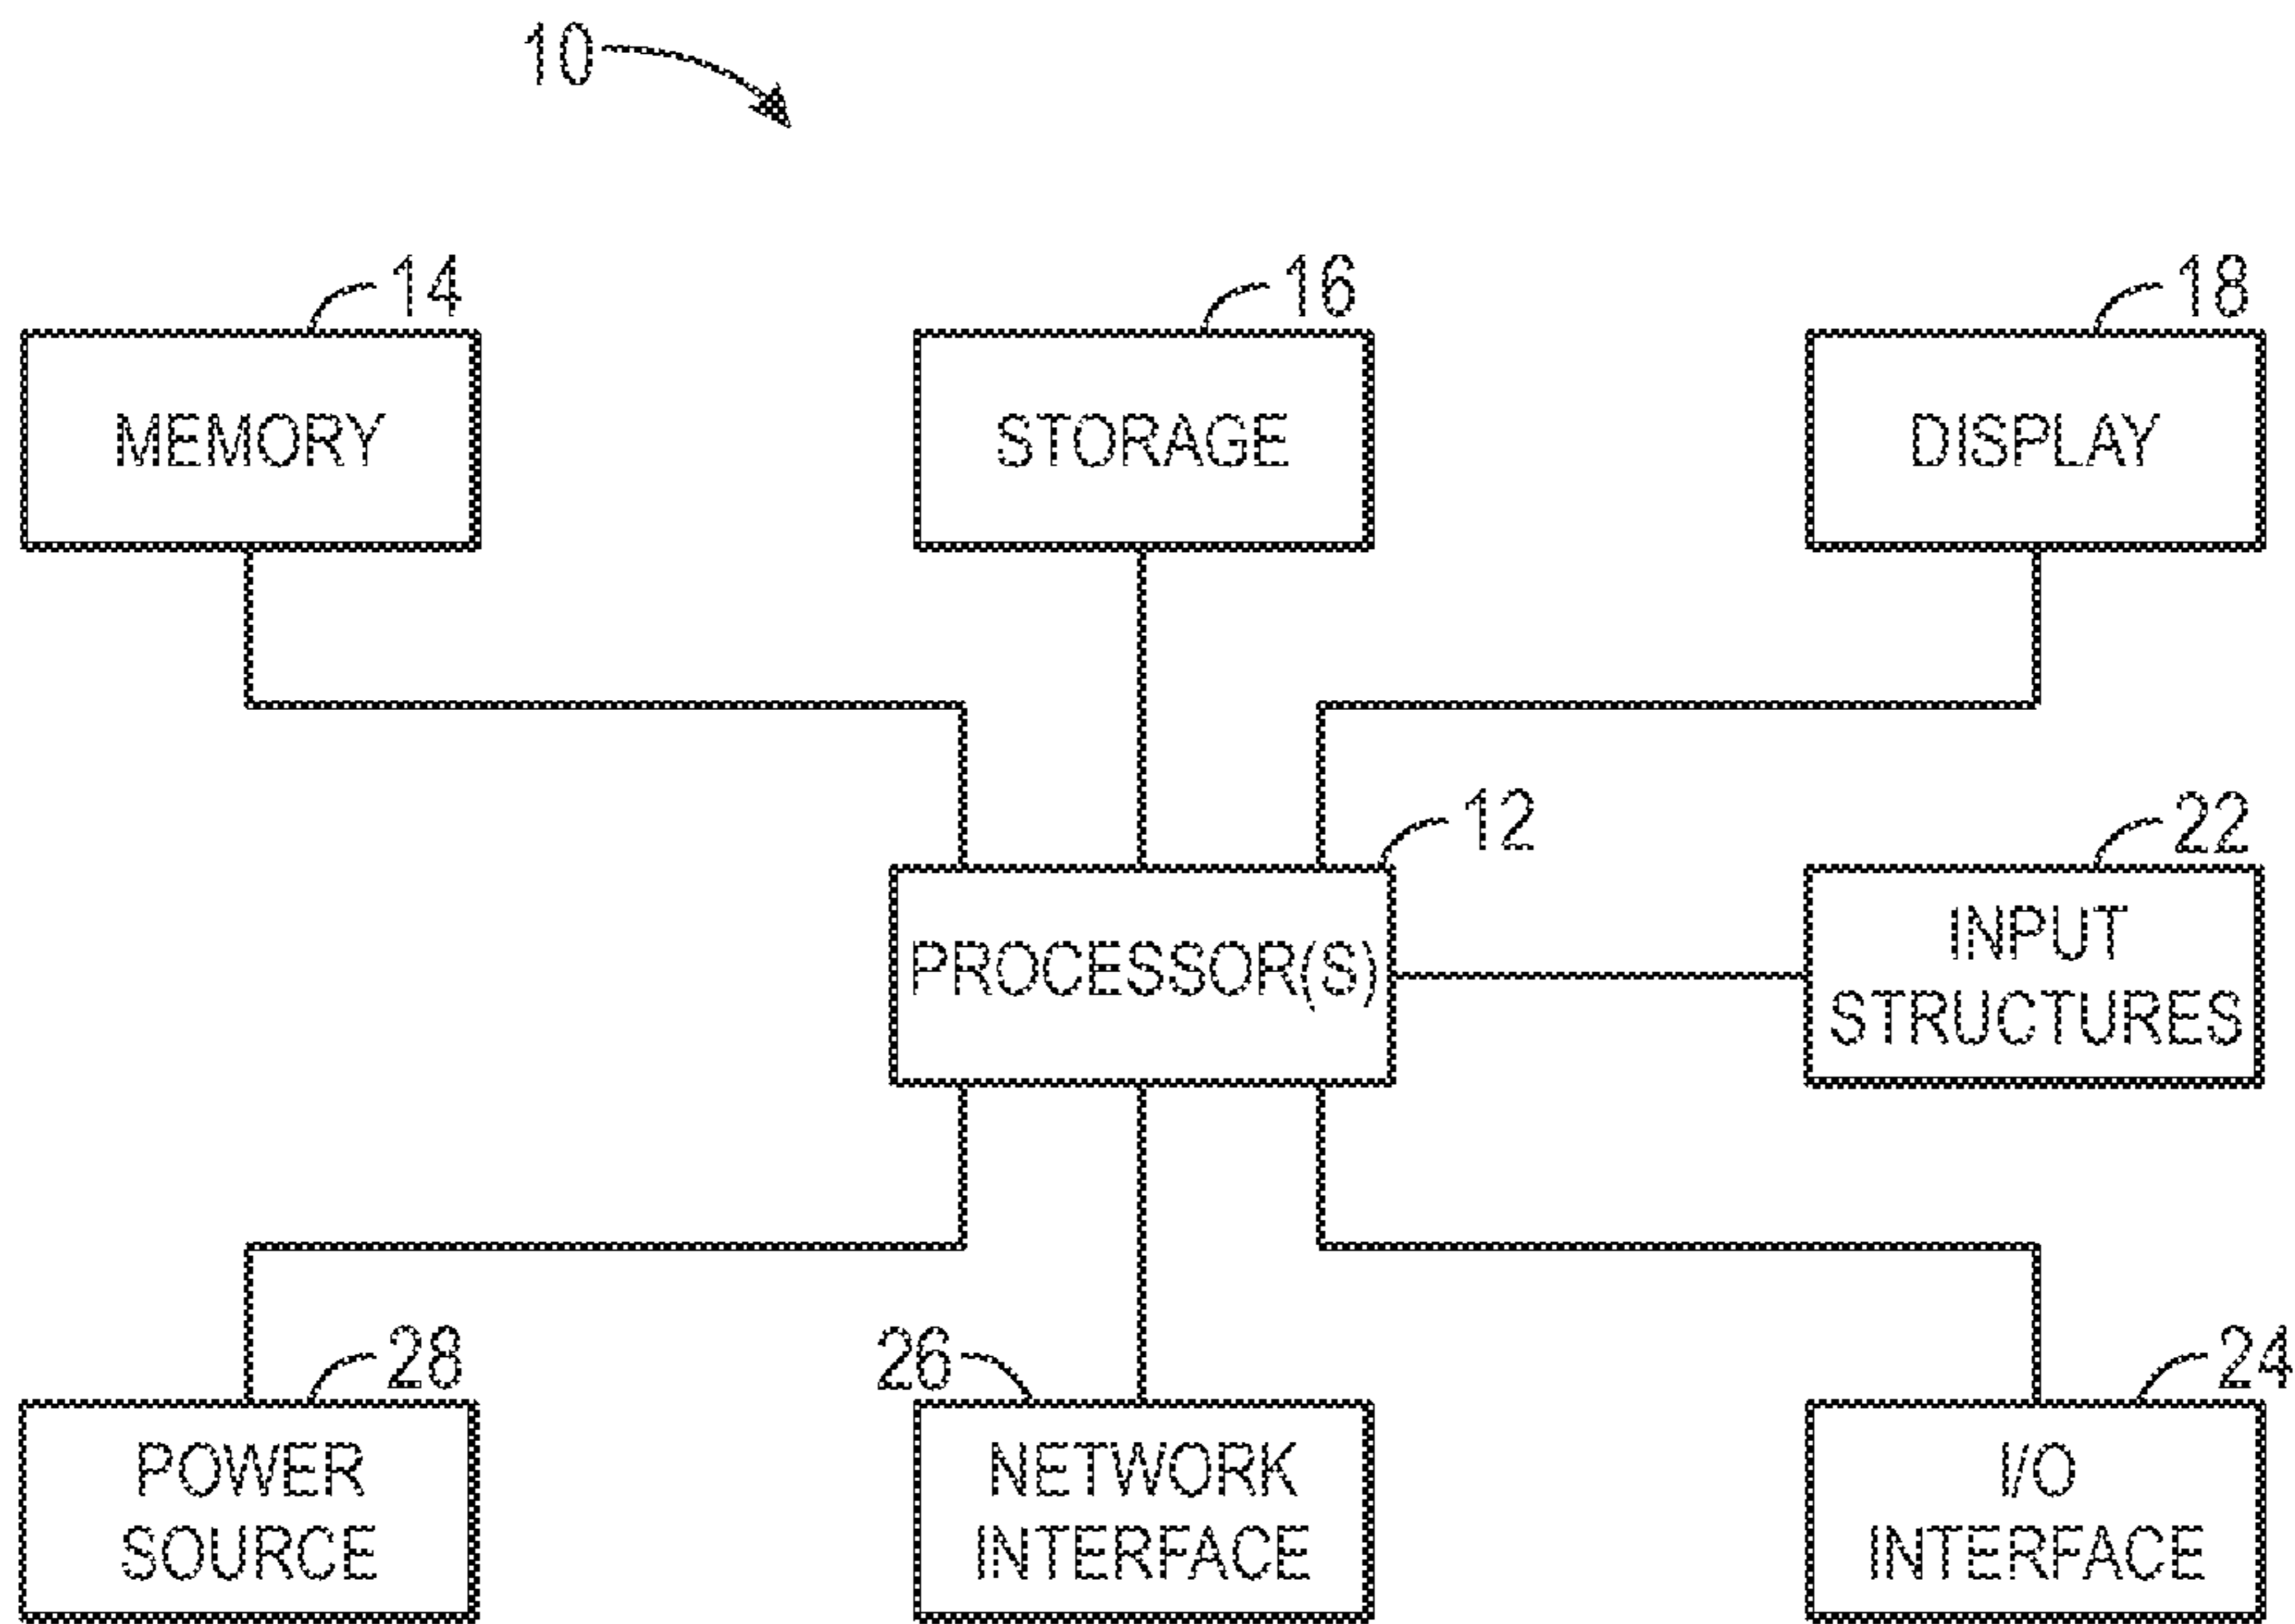 10
14
16
18
MEMORY
STORAGE
DISPLAY
12
22
PROCESSOR(S)
INPUT
STRUCTURES
28
26
24
POWER
SOURCE
NETWORK
INTERFACE
I/O
INTERFACE